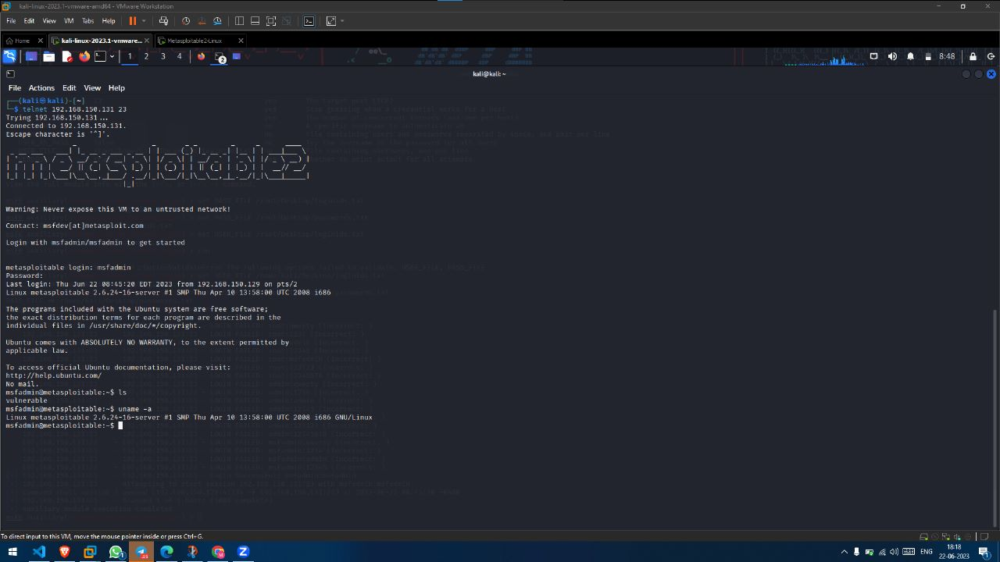 kali-linux-2023.1-vmware-amd64 - VMware Workstation
File Edit View VM Tabs Help
Home kali-linux-2023.1-vmware... Metasploitable2-Linux
1 2 3 4 2 8:48
kali@kali: ~
File Actions Edit View Help
┌──(kali㉿kali)-[~]
└─$ telnet 192.168.150.131 23
Trying 192.168.150.131...
Connected to 192.168.150.131.
Escape character is '^]'.
metasploitable2
Warning: Never expose this VM to an untrusted network!
Contact: msfdev[at]metasploit.com
Login with msfadmin/msfadmin to get started
metasploitable login: msfadmin
Password:
Last login: Thu Jun 22 08:45:20 EDT 2023 from 192.168.150.129 on pts/2
Linux metasploitable 2.6.24-16-server #1 SMP Thu Apr 10 13:58:00 UTC 2008 i686
The programs included with the Ubuntu system are free software;
the exact distribution terms for each program are described in the
individual files in /usr/share/doc/*/copyright.
Ubuntu comes with ABSOLUTELY NO WARRANTY, to the extent permitted by
applicable law.
To access official Ubuntu documentation, please visit:
http://help.ubuntu.com/
No mail.
msfadmin@metasploitable:~$ ls
vulnerable
msfadmin@metasploitable:~$ uname -a
Linux metasploitable 2.6.24-16-server #1 SMP Thu Apr 10 13:58:00 UTC 2008 i686 GNU/Linux
msfadmin@metasploitable:~$
To direct input to this VM, move the mouse pointer inside or press Ctrl+G.
ENG 18:18
22-06-2023